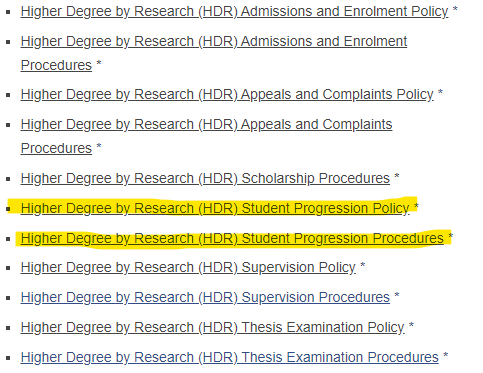 Higher Degree by Research (HDR) Admissions and Enrolment Policy *
Higher Degree by Research (HDR) Admissions and Enrolment
Procedures *
Higher Degree by Research (HDR) Appeals and Complaints Policy *
Higher Degree by Research (HDR) Appeals and Complaints
Procedures *
Higher Degree by Research (HDR) Scholarship Procedures *
Higher Degree by Research (HDR) Student Progression Policy *
Higher Degree by Research (HDR) Student Progression Procedures *
Higher Degree by Research (HDR) Supervision Policy *
Higher Degree by Research (HDR) Supervision Procedures *
Higher Degree by Research (HDR) Thesis Examination Policy *
Higher Degree by Research (HDR) Thesis Examination Procedures *